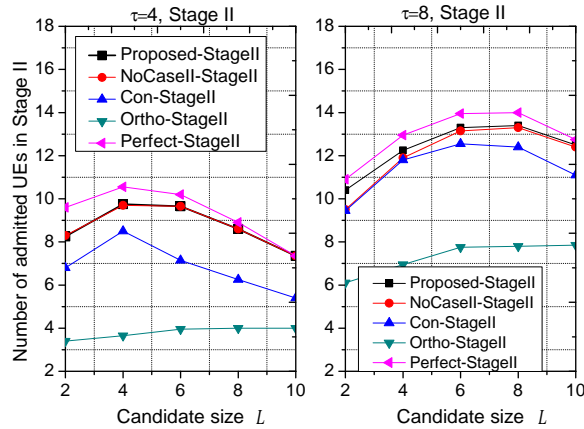 τ=4, Stage II
τ=8, Stage II
Number of admitted UEs in Stage II
18
16
14
12
10
8
6
4
2
Proposed-StageII
NoCaseII-StageII
Con-StageII
Ortho-StageII
Perfect-StageII
2 4 6 8 10
Candidate size L
18
16
14
12
10
8
6
4
2
Proposed-StageII
NoCaseII-StageII
Con-StageII
Ortho-StageII
Perfect-StageII
2 4 6 8 10
Candidate size L